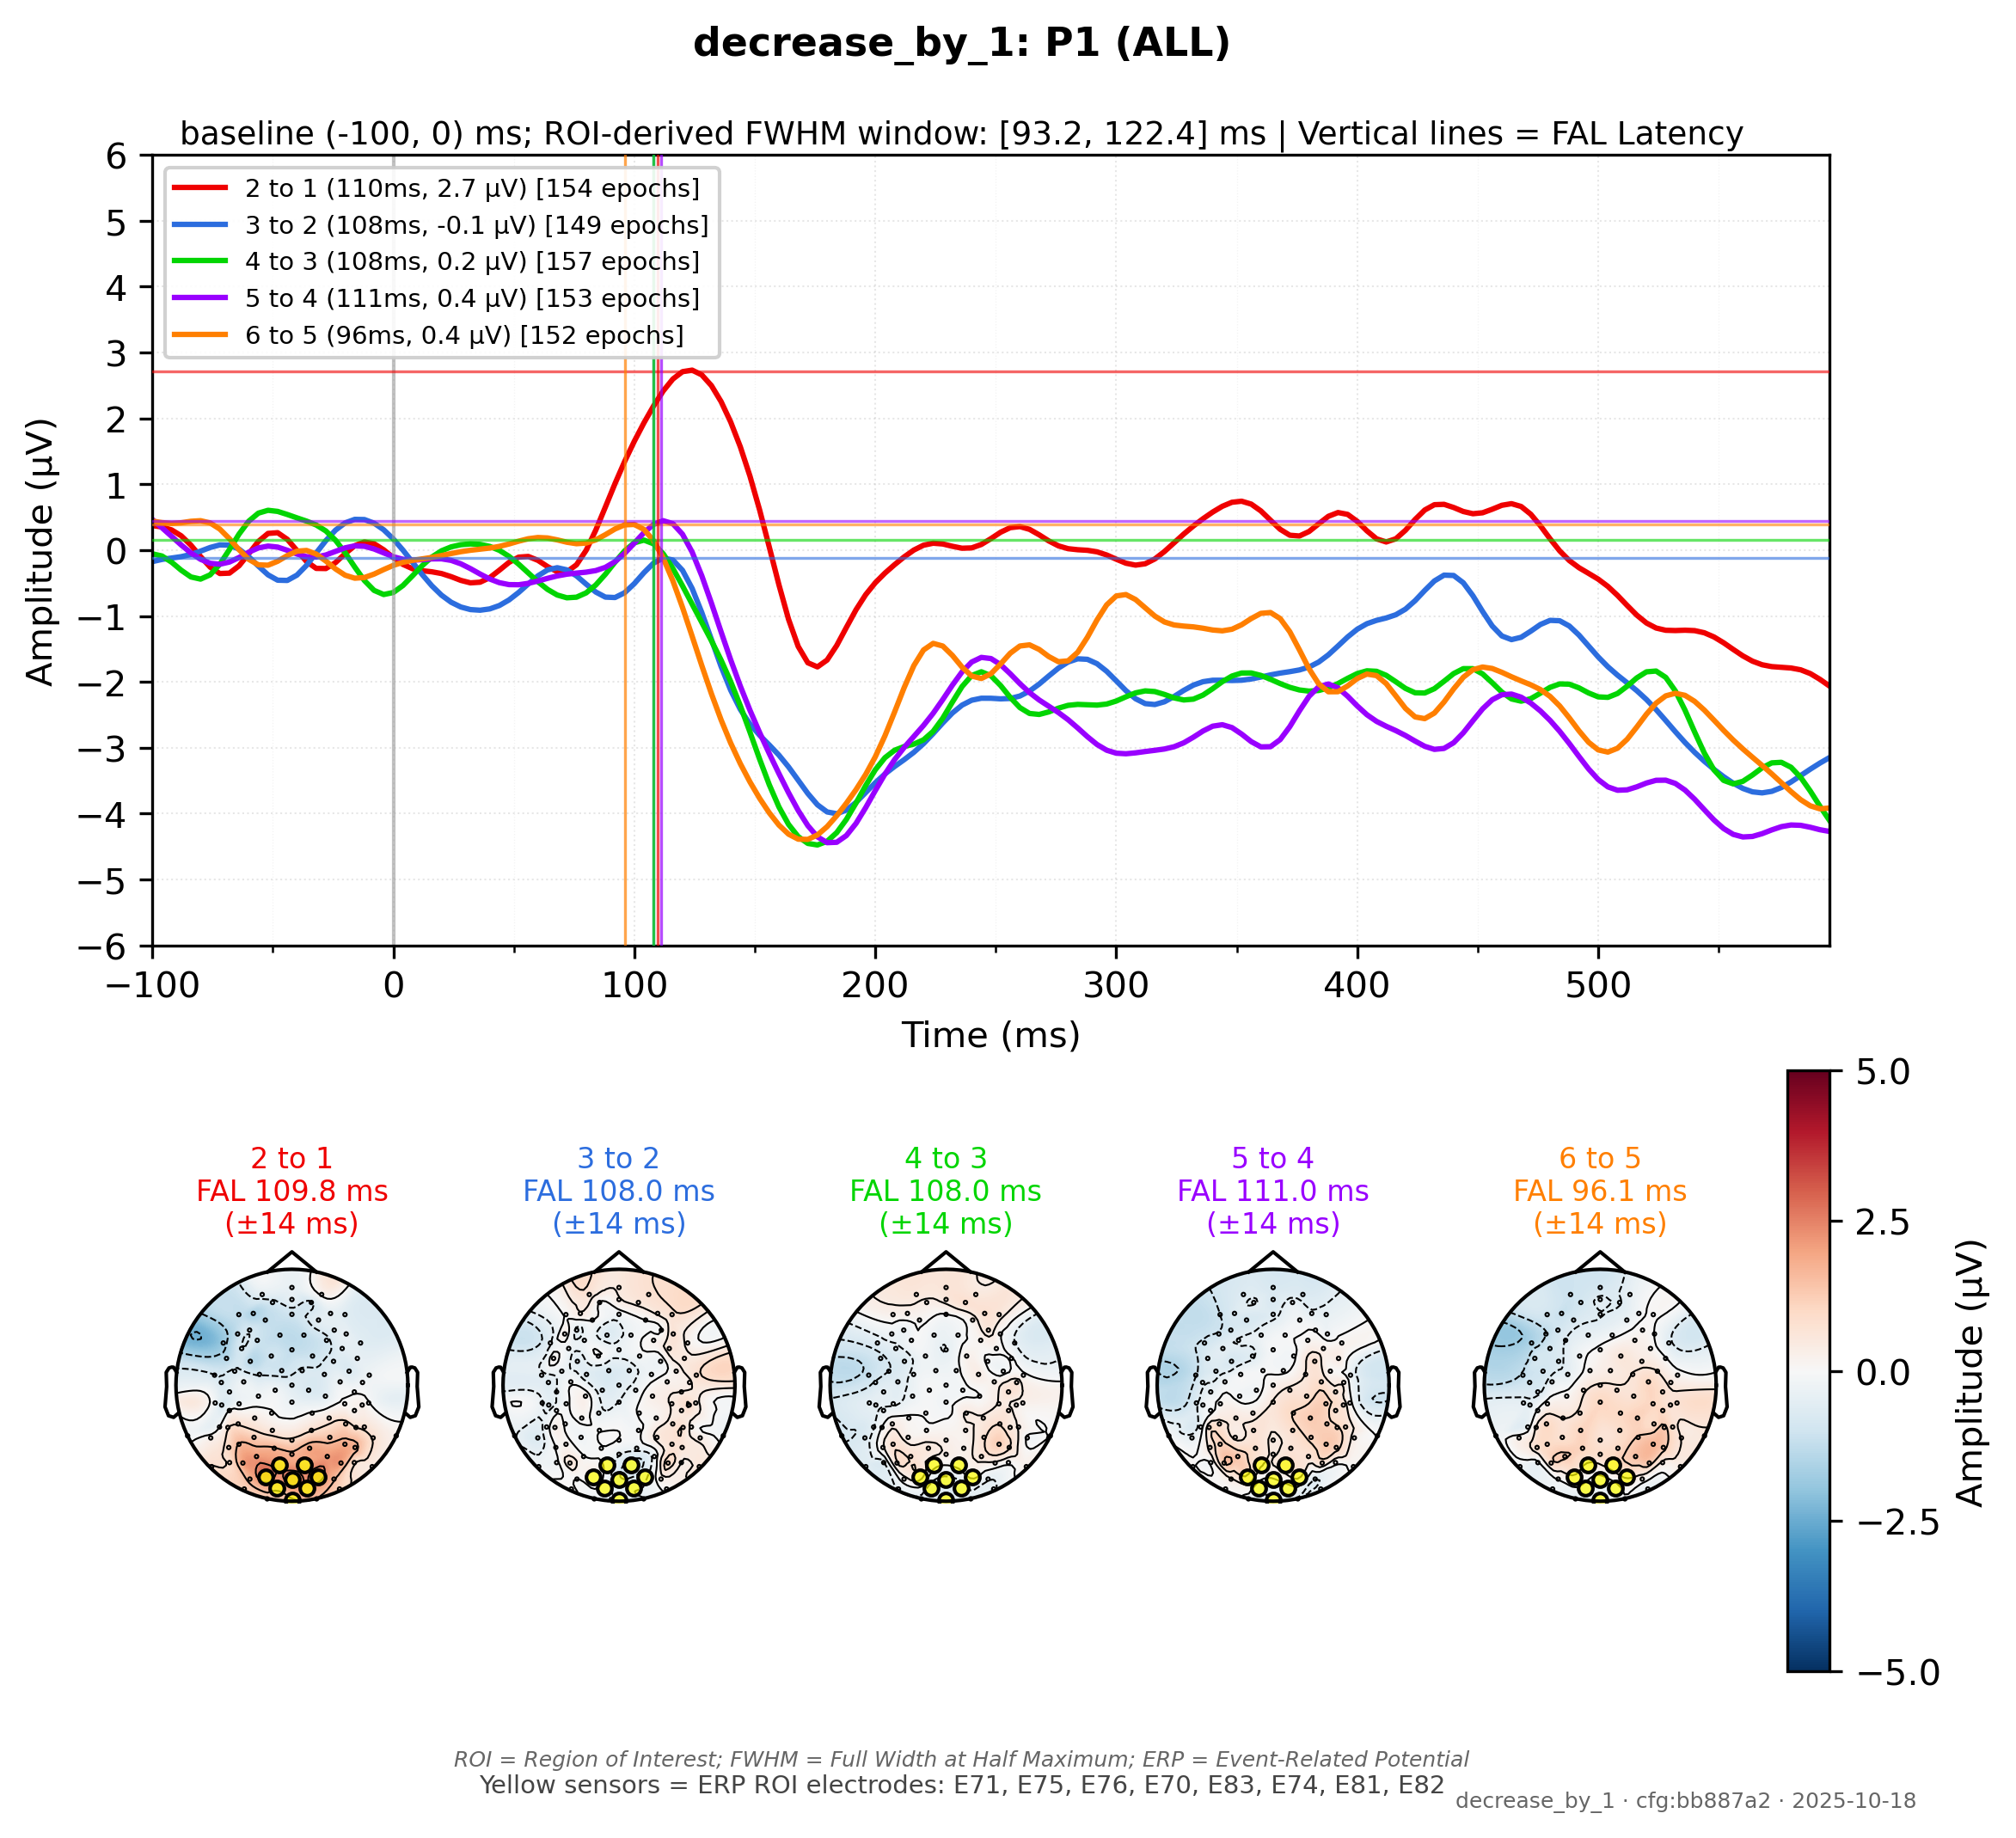 decrease_by_1: P1 (ALL)
baseline (-100, 0) ms; ROI-derived FWHM window: [93.2, 122.4] ms | Vertical lines = FAL Latency
6
5
4
3
2
1
0
−1
−2
−3
−4
−5
−6
Amplitude (µV)
2 to 1 (110ms, 2.7 µV) [154 epochs]
3 to 2 (108ms, -0.1 µV) [149 epochs]
4 to 3 (108ms, 0.2 µV) [157 epochs]
5 to 4 (111ms, 0.4 µV) [153 epochs]
6 to 5 (96ms, 0.4 µV) [152 epochs]
−100 0 100 200 300 400 500
Time (ms)
2 to 1
FAL 109.8 ms
(±14 ms)
3 to 2
FAL 108.0 ms
(±14 ms)
4 to 3
FAL 108.0 ms
(±14 ms)
5 to 4
FAL 111.0 ms
(±14 ms)
6 to 5
FAL 96.1 ms
(±14 ms)
5.0
2.5
0.0
−2.5
−5.0
Amplitude (µV)
ROI = Region of Interest; FWHM = Full Width at Half Maximum; ERP = Event-Related Potential
Yellow sensors = ERP ROI electrodes: E71, E75, E76, E70, E83, E74, E81, E82
decrease_by_1 · cfg:bb887a2 · 2025-10-18